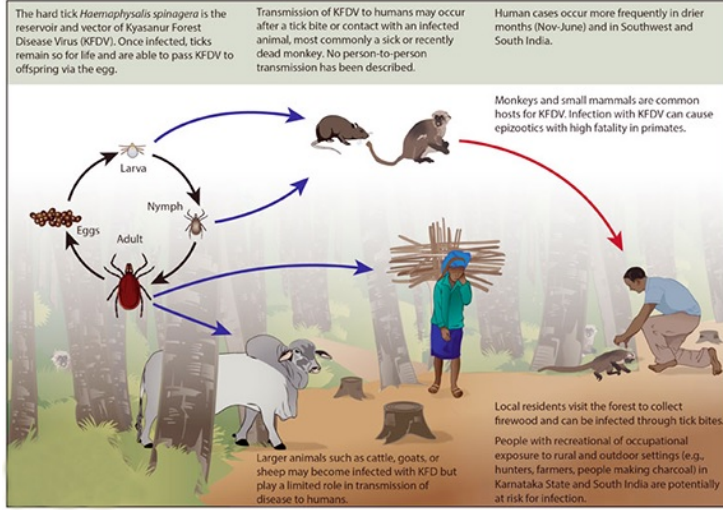 The hard tick Haemaphysalis spinagera is the
reservoir and vector of Kyasanur Forest
Disease Virus (KFDV). Once infected, ticks
remain so for life and are able to pass KFDV to
offspring via the egg.
Transmission of KFDV to humans may occur
after a tick bite or contact with an infected
animal, most commonly a sick or recently
dead monkey. No person-to-person
transmission has been described.
Human cases occur more frequently in drier
months (Nov-June) and in Southwest and
South India.
Monkeys and small mammals are common
hosts for KFDV. Infection with KFDV can cause
epizootics with high fatality in primates.
Larva
Nymph
Eggs
Adult
Larger animals such as cattle, goats, or
sheep may become infected with KFD but
play a limited role in transmission of
disease to humans.
Local residents visit the forest to collect
firewood and can be infected through tick bites.
People with recreational of occupational
exposure to rural and outdoor settings (e.g.,
hunters, farmers, people making charcoal) in
Karnataka State and South India are potentially
at risk for infection.